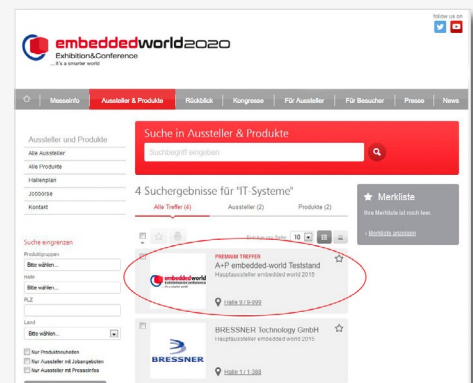 follow us on
embeddedworld2020
Exhibition&Conference
...it's a smarter world
Messeinfo
Aussteller & Produkte
Rückblick
Kongresse
Für Aussteller
Für Besucher
Presse
News
Aussteller und Produkte
Alle Aussteller
Alle Produkte
Hallenplan
Jobbörse
Kontakt
Suche in Aussteller & Produkte
Suchbegriff eingeben
4 Suchergebnisse für "IT-Systeme"
Alle Treffer (4)
Aussteller (2)
Produkte (2)
Merkliste
Ihre Merkliste ist noch leer.
› Merkliste anzeigen
Suche eingrenzen
Produktgruppen
Bitte wählen...
Halle
Bitte wählen...
PLZ
Land
Bitte wählen...
Nur Produktneuheiten
Nur Aussteller mit Jobangeboten
Nur Aussteller mit Presseinfos
pro Seite
10
PREMIUM TREFFER
A+P embedded-world Teststand
Hauptaussteller embedded world 2015
Halle 9 / 9-999
embeddedworld
BRESSNER Technology GmbH
Hauptaussteller embedded world 2015
BRESSNER
Halle 1 / 1-388